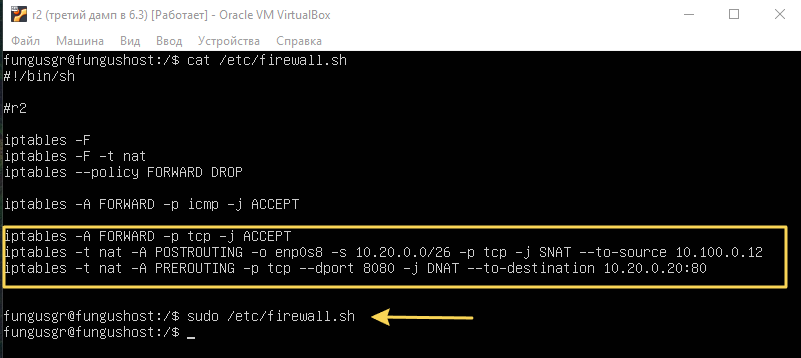 r2 (третий дамп в 6.3) [Работает] - Oracle VM VirtualBox
Файл Машина Вид Ввод Устройства Справка
fungusgr@fungushost:/$ cat /etc/firewall.sh
#!/bin/sh
#r2
iptables -F
iptables -F -t nat
iptables --policy FORWARD DROP
iptables -A FORWARD -p icmp -j ACCEPT
iptables -A FORWARD -p tcp -j ACCEPT
iptables -t nat -A POSTROUTING -o enp0s8 -s 10.20.0.0/26 -p tcp -j SNAT --to-source 10.100.0.12
iptables -t nat -A PREROUTING -p tcp --dport 8080 -j DNAT --to-destination 10.20.0.20:80
fungusgr@fungushost:/$ sudo /etc/firewall.sh
fungusgr@fungushost:/$ _